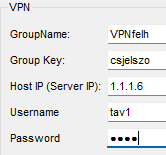 VPN
GroupName: VPNfelh
Group Key: csjelszo
Host IP (Server IP): 1.1.1.6
Username tav1
Password ●●●●